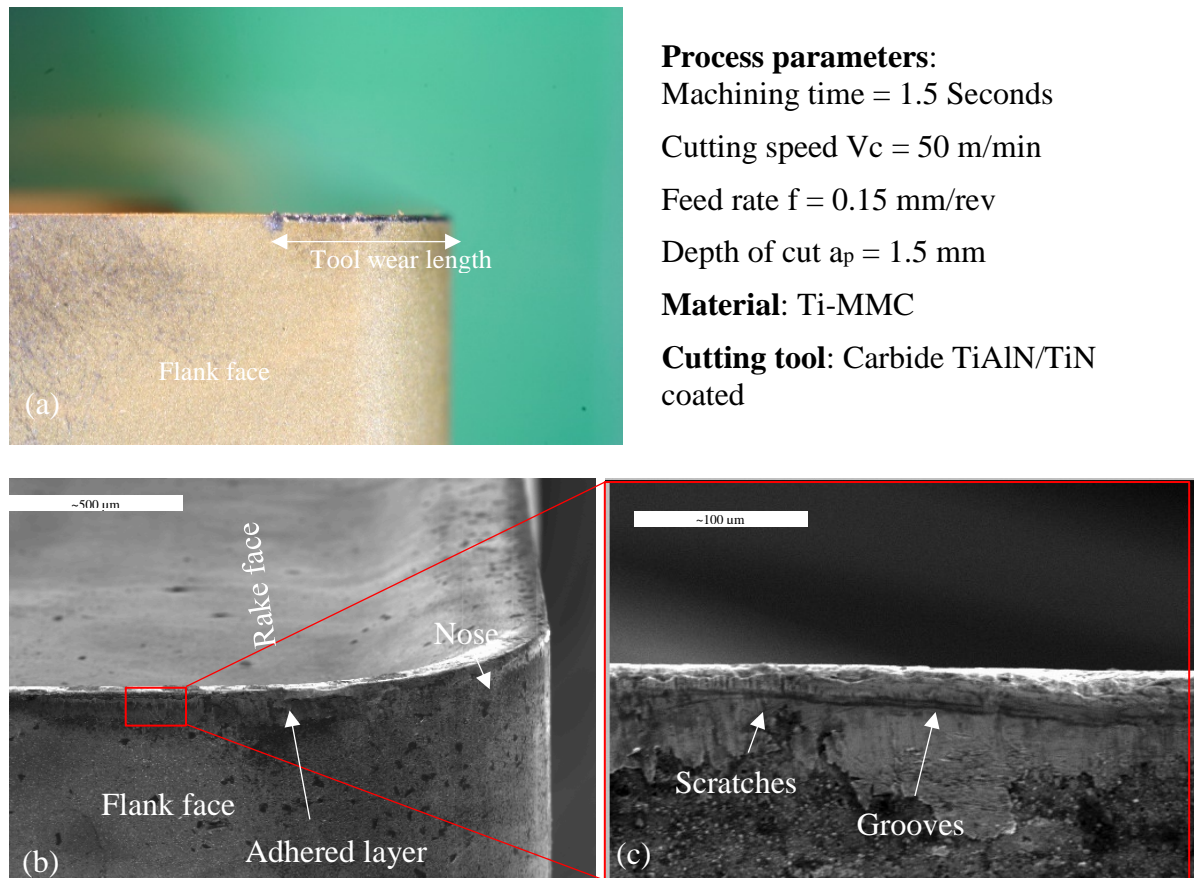 Tool wear length
Flank face
(a)
Process parameters:
Machining time = 1.5 Seconds
Cutting speed Vc = 50 m/min
Feed rate f = 0.15 mm/rev
Depth of cut ap = 1.5 mm
Material: Ti-MMC
Cutting tool: Carbide TiAlN/TiN
coated
~500 µm
Rake face
Nose
Flank face
Adhered layer
(b)
~100 µm
Scratches
Grooves
(c)